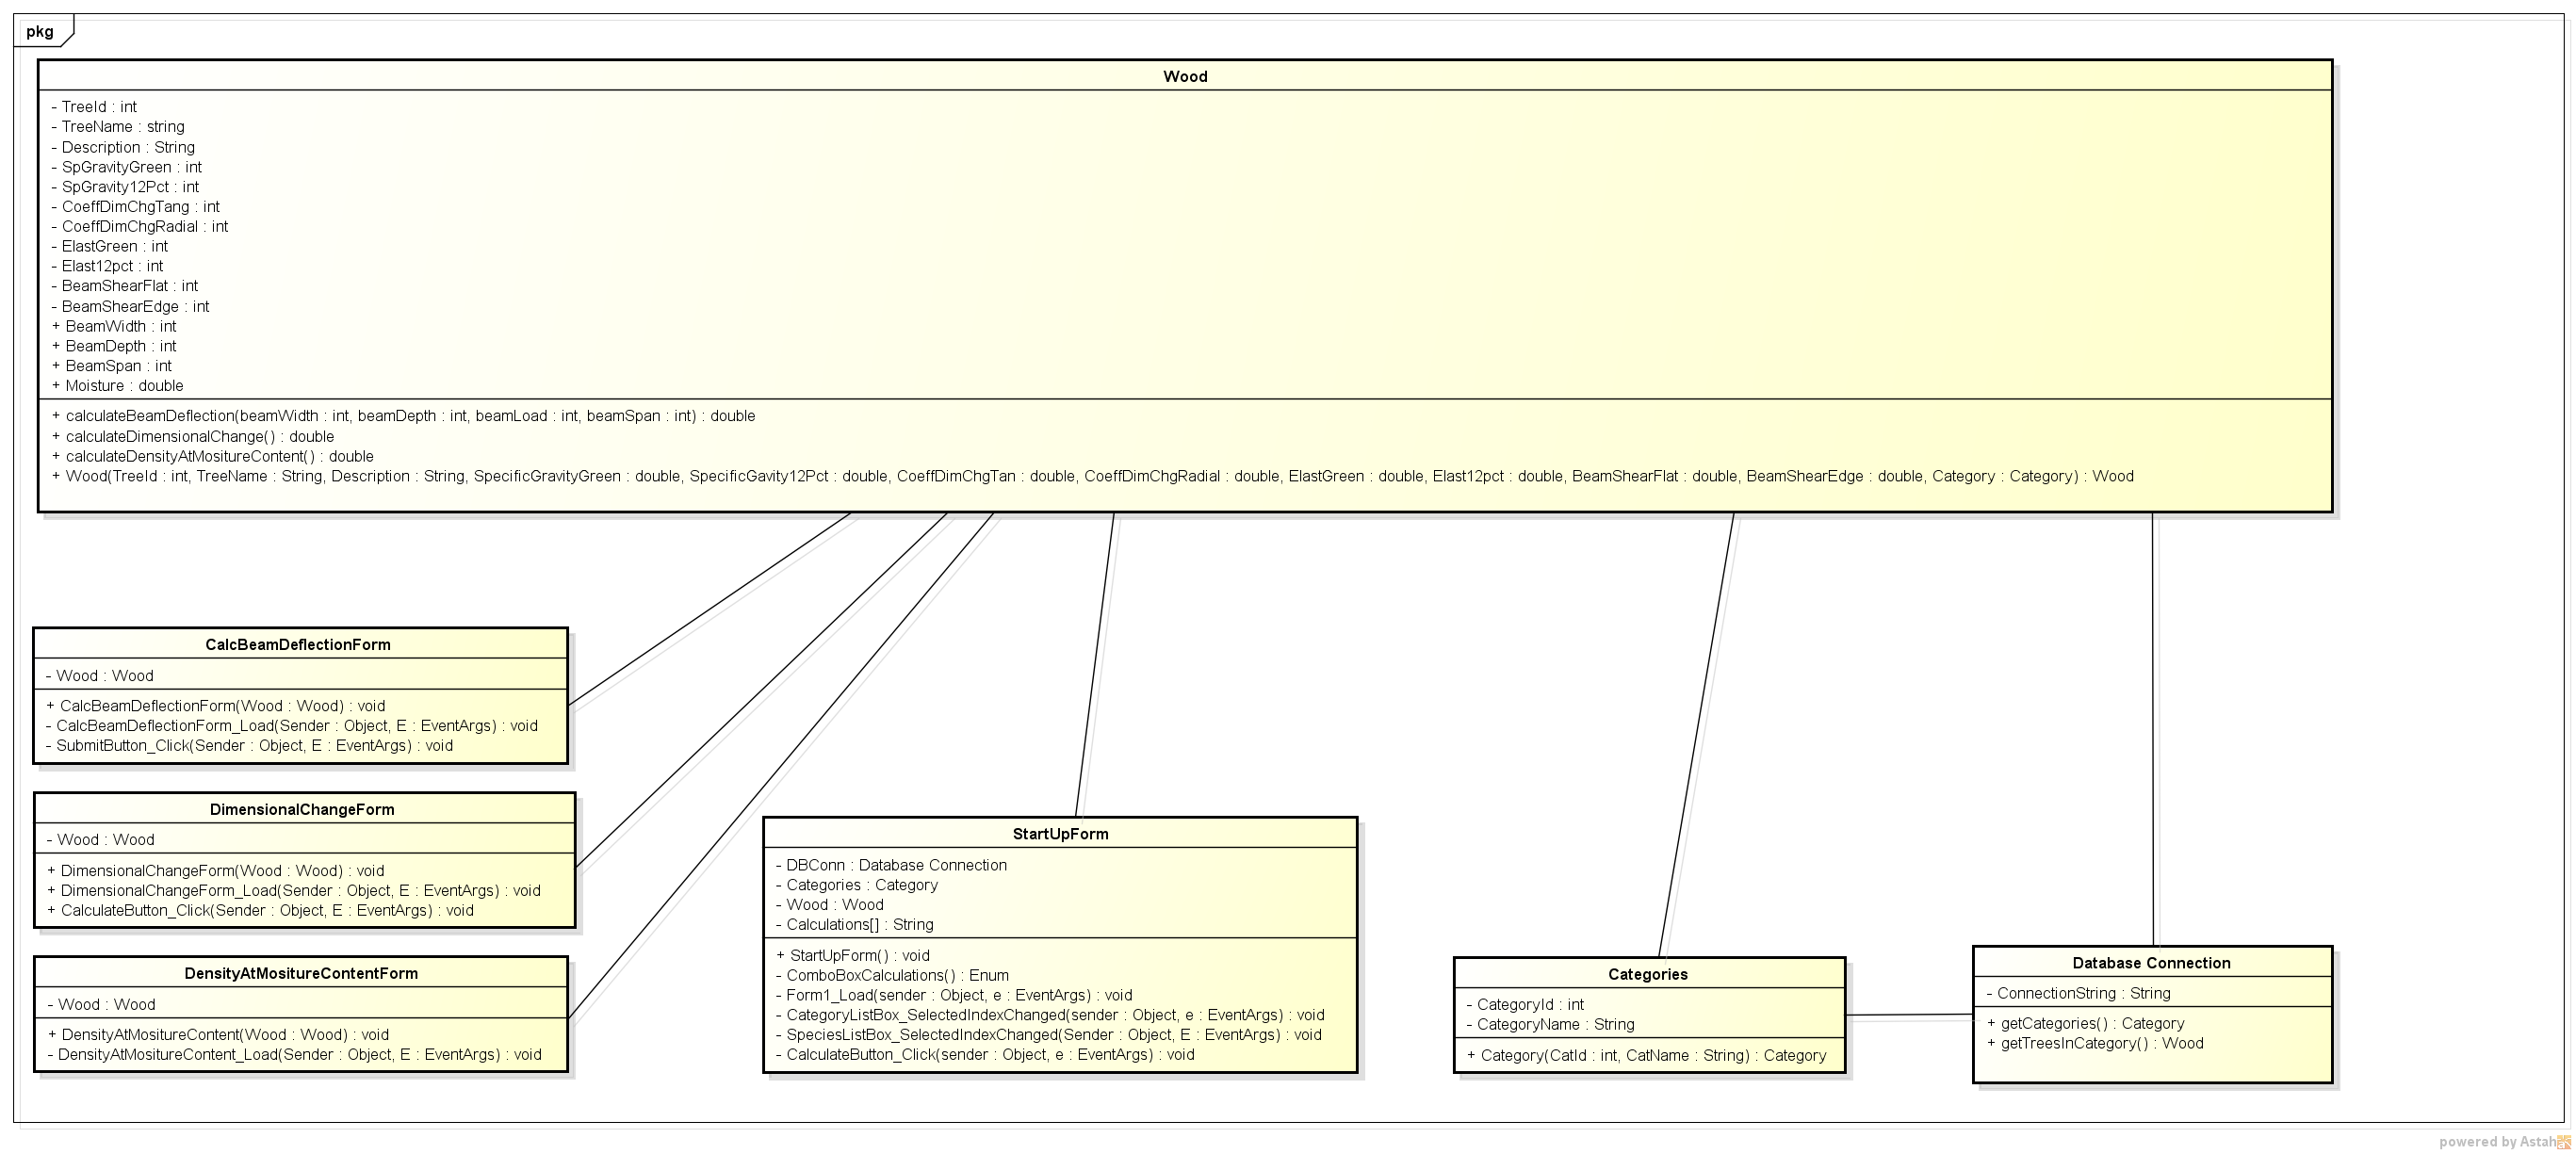 pkg
Wood
- TreeId : int
- TreeName : string
- Description : String
- SpGravityGreen : int
- SpGravity12Pct : int
- CoeffDimChgTang : int
- CoeffDimChgRadial : int
- ElastGreen : int
- Elast12pct : int
- BeamShearFlat : int
- BeamShearEdge : int
+ BeamWidth : int
+ BeamDepth : int
+ BeamSpan : int
+ Moisture : double
+ calculateBeamDeflection(beamWidth : int, beamDepth : int, beamLoad : int, beamSpan : int) : double
+ calculateDimensionalChange() : double
+ calculateDensityAtMositureContent() : double
+ Wood(TreeId : int, TreeName : String, Description : String, SpecificGravityGreen : double, SpecificGavity12Pct : double, CoeffDimChgTan : double, CoeffDimChgRadial : double, ElastGreen : double, Elast12pct : double, BeamShearFlat : double, BeamShearEdge : double, Category : Category) : Wood
CalcBeamDeflectionForm
- Wood : Wood
+ CalcBeamDeflectionForm(Wood : Wood) : void
- CalcBeamDeflectionForm_Load(Sender : Object, E : EventArgs) : void
- SubmitButton_Click(Sender : Object, E : EventArgs) : void
DimensionalChangeForm
- Wood : Wood
+ DimensionalChangeForm(Wood : Wood) : void
+ DimensionalChangeForm_Load(Sender : Object, E : EventArgs) : void
+ CalculateButton_Click(Sender : Object, E : EventArgs) : void
DensityAtMositureContentForm
- Wood : Wood
+ DensityAtMositureContent(Wood : Wood) : void
- DensityAtMositureContent_Load(Sender : Object, E : EventArgs) : void
StartUpForm
- DBConn : Database Connection
- Categories : Category
- Wood : Wood
- Calculations[] : String
+ StartUpForm() : void
- ComboBoxCalculations() : Enum
- Form1_Load(sender : Object, e : EventArgs) : void
- CategoryListBox_SelectedIndexChanged(sender : Object, e : EventArgs) : void
- SpeciesListBox_SelectedIndexChanged(Sender : Object, E : EventArgs) : void
- CalculateButton_Click(sender : Object, e : EventArgs) : void
Categories
- CategoryId : int
- CategoryName : String
+ Category(CatId : int, CatName : String) : Category
Database Connection
- ConnectionString : String
+ getCategories() : Category
+ getTreesInCategory() : Wood
powered by Astah